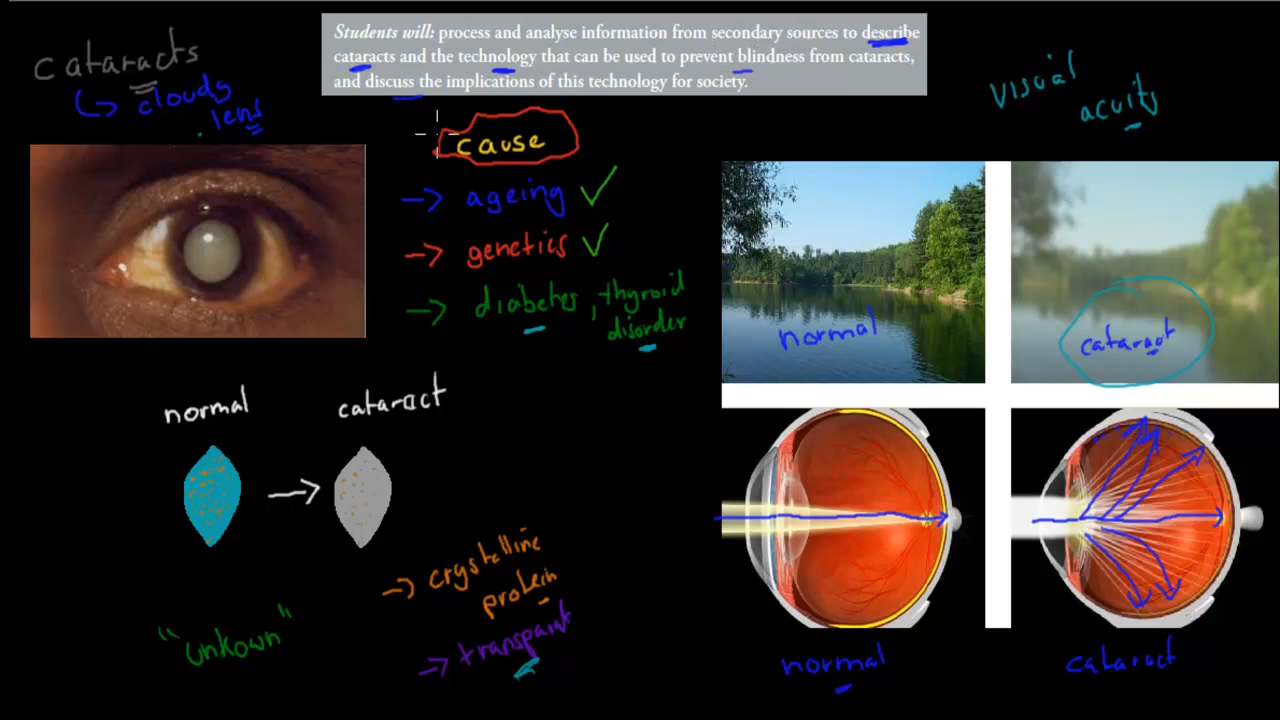 Students will: process and analyse information from secondary sources to describe
cataracts and the technology that can be used to prevent blindness from cataracts,
and discuss the implications of this technology for society.
cataracts
cloudy
lens
cause
ageing
genetics
diabetes, thyroid
disorder
visual
acuity
normal
cataract
normal
cataract
crystalline
protein
transpant
"unkown"
normal
cataract